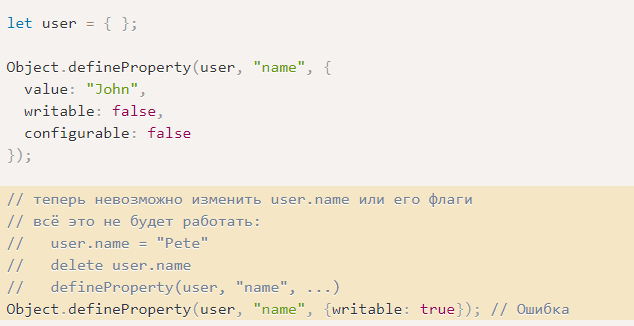 let user = { };
Object.defineProperty(user, "name", {
  value: "John",
  writable: false,
  configurable: false
});
// теперь невозможно изменить user.name или его флаги
// всё это не будет работать:
//   user.name = "Pete"
//   delete user.name
//   defineProperty(user, "name", ...)
Object.defineProperty(user, "name", {writable: true}); // Ошибка